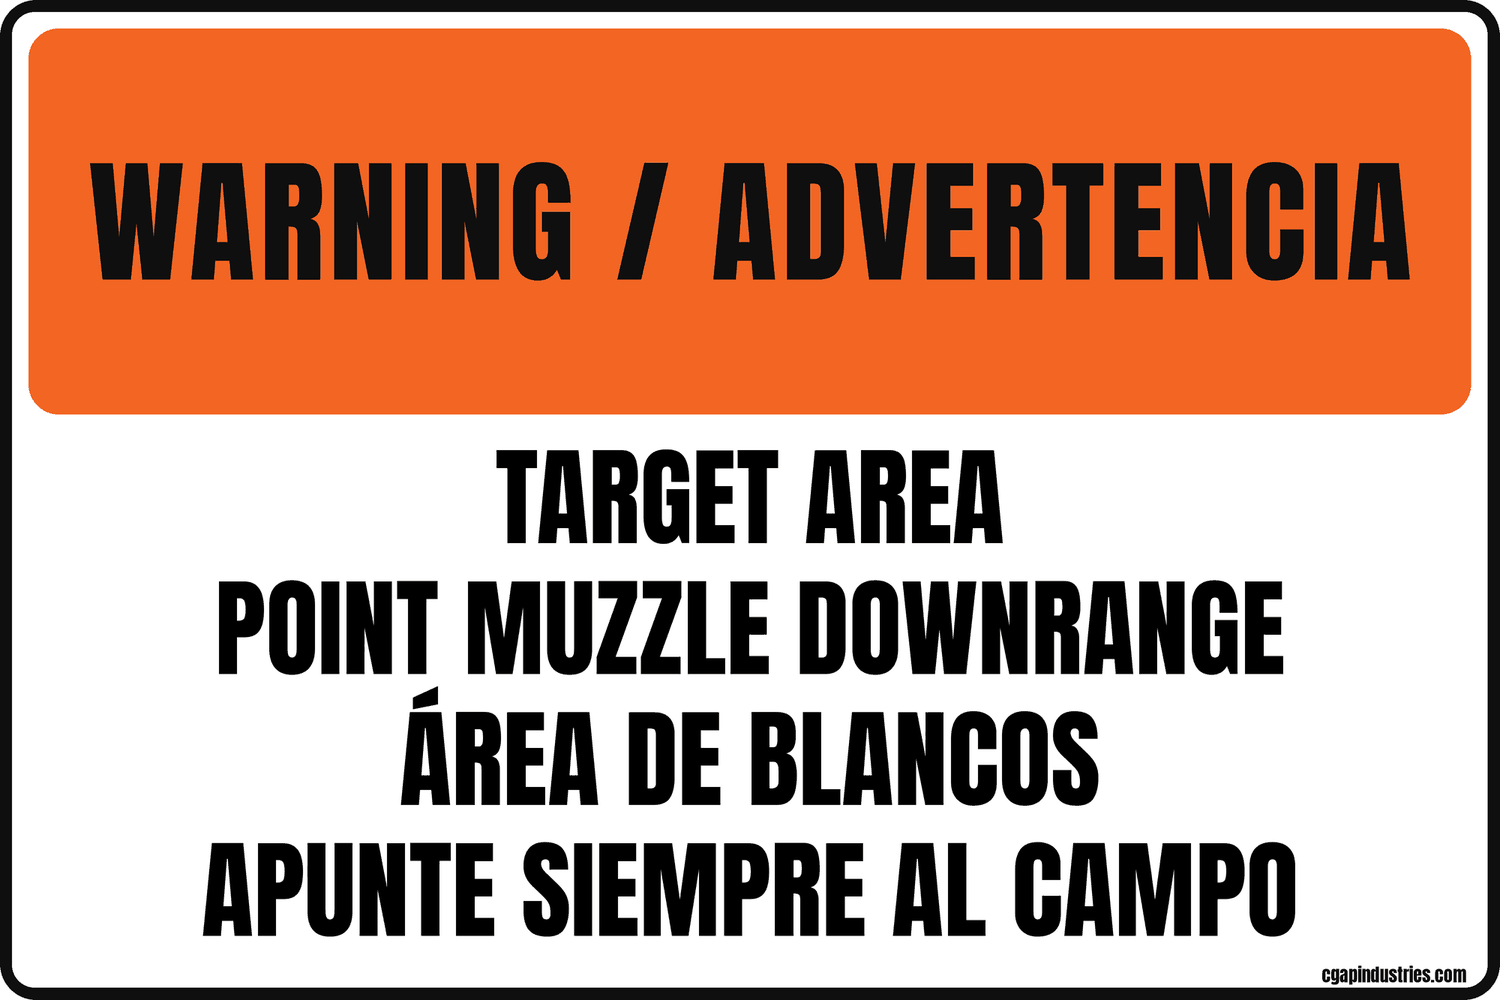 WARNING / ADVERTENCIA
TARGET AREA
POINT MUZZLE DOWNRANGE
ÁREA DE BLANCOS
APUNTE SIEMPRE AL CAMPO
cgapindustries.com